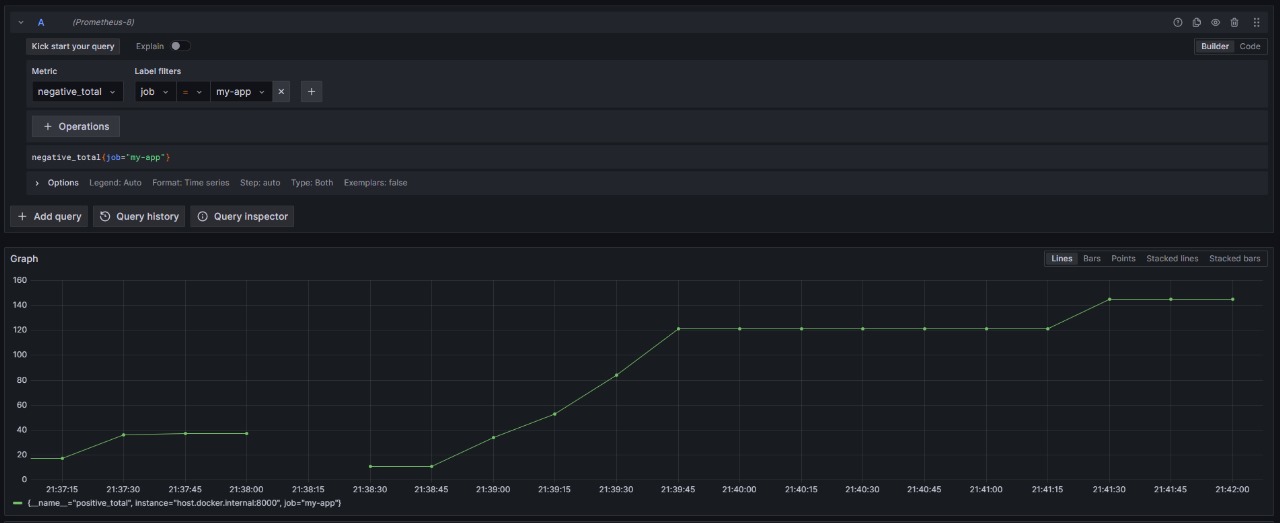 A (Prometheus-8)
Kick start your query Explain Builder Code
Metric Label filters
negative_total job = my-app × +
+ Operations
negative_total{job="my-app"}
Options Legend: Auto Format: Time series Step: auto Type: Both Exemplars: false
+ Add query Query history Query inspector
Graph Lines Bars Points Stacked lines Stacked bars
160
140
120
100
80
60
40
20
0
21:37:15 21:37:30 21:37:45 21:38:00 21:38:15 21:38:30 21:38:45 21:39:00 21:39:15 21:39:30 21:39:45 21:40:00 21:40:15 21:40:30 21:40:45 21:41:00 21:41:15 21:41:30 21:41:45 21:42:00
{__name__="positive_total", instance="host.docker.internal:8000", job="my-app"}